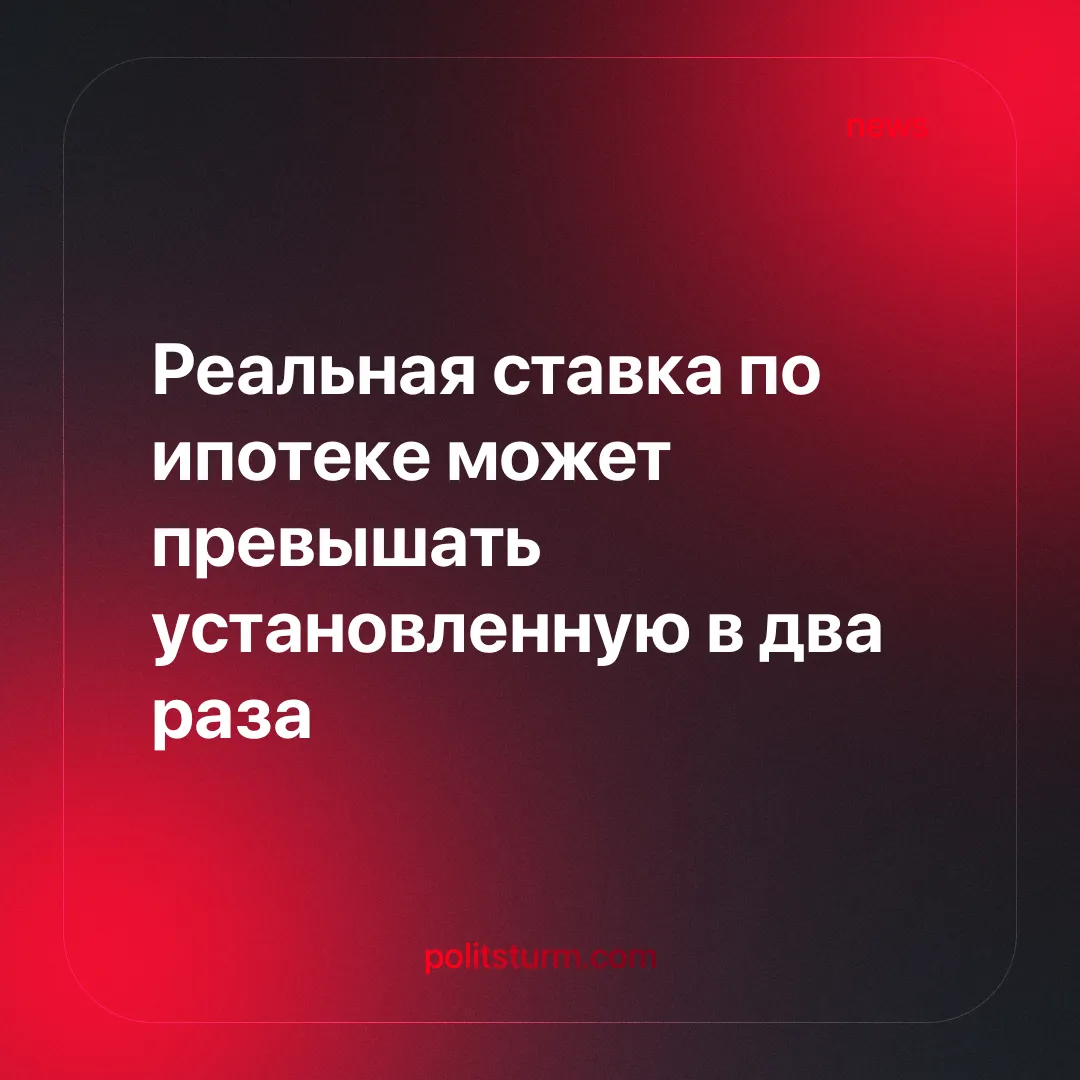 news
Реальная ставка по
ипотеке может
превышать
установленную в два
раза
politsturm.com